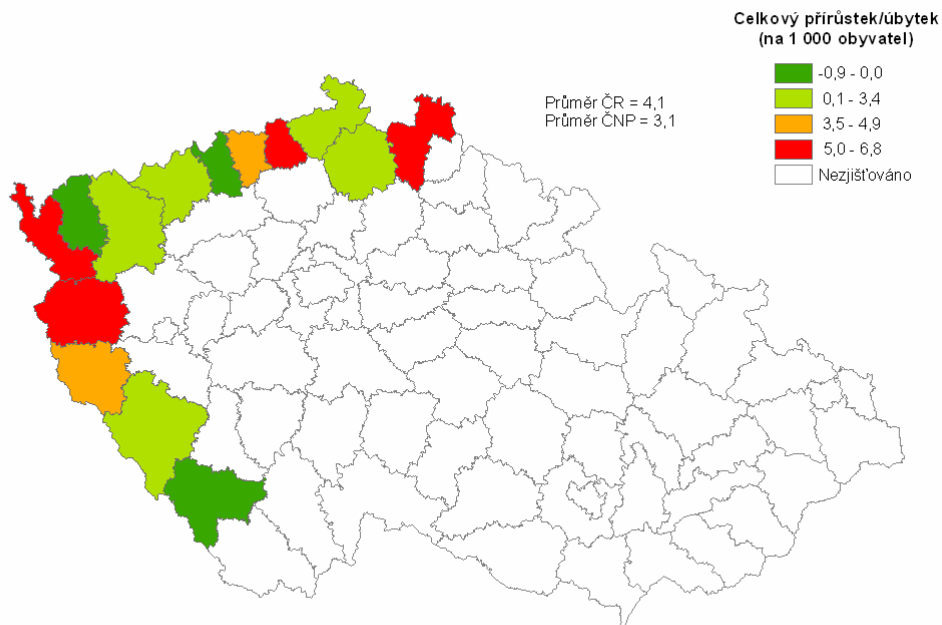 Celkový přírůstek/úbytek
(na 1 000 obyvatel)
-0,9 - 0,0
0,1 - 3,4
3,5 - 4,9
5,0 - 6,8
Nezjišťováno
Průměr ČR = 4,1
Průměr ČNP = 3,1